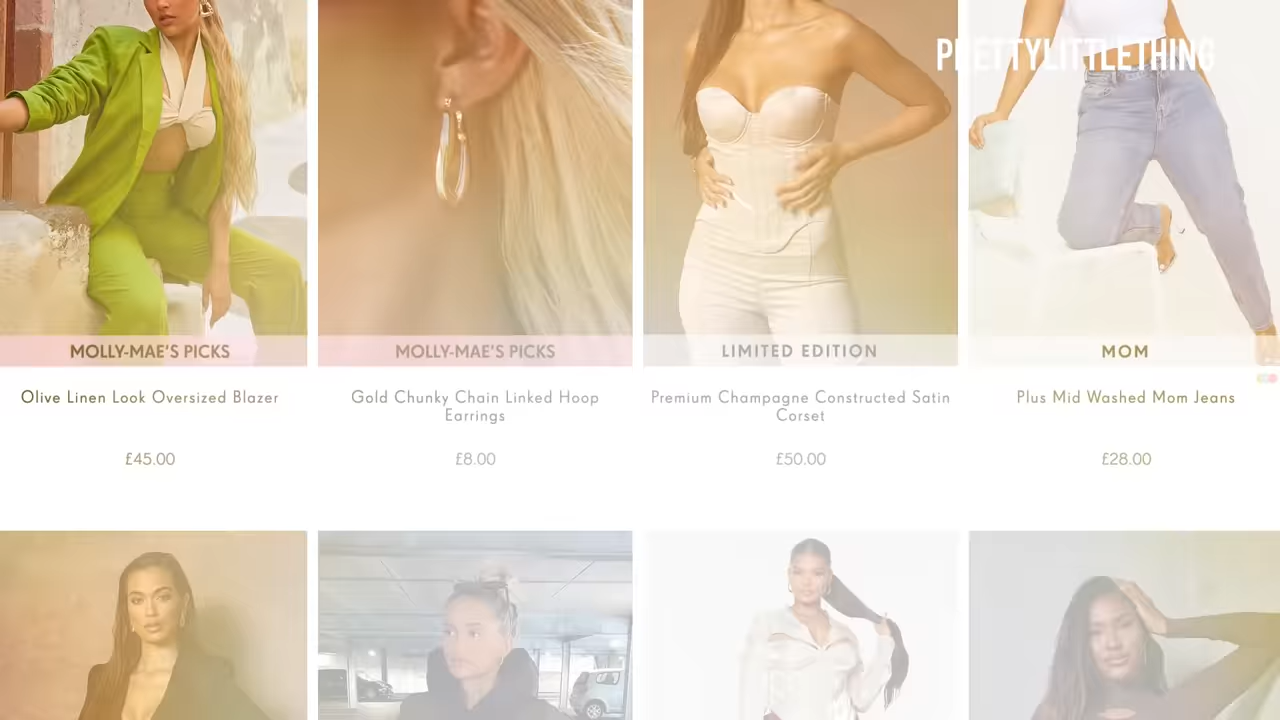 PRETTYLITTLETHING
MOLLY-MAE'S PICKS
MOLLY-MAE'S PICKS
LIMITED EDITION
MOM
Olive Linen Look Oversized Blazer
Gold Chunky Chain Linked Hoop
Earrings
Premium Champagne Constructed Satin
Corset
Plus Mid Washed Mom Jeans
£45.00
£8.00
£50.00
£28.00